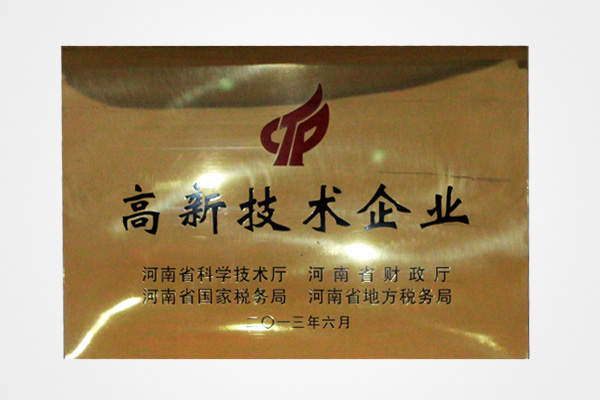 CTP
高新技术企业
河南省科学技术厅 河南省财政厅
河南省国家税务局 河南省地方税务局
二〇一三年六月